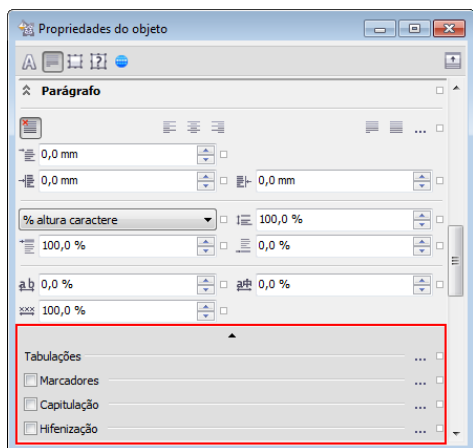 Propriedades do objeto
Parágrafo
0,0 mm
0,0 mm 0,0 mm
% altura caractere 100,0 %
100,0 % 0,0 %
0,0 % 0,0 %
100,0 %
Tabulações
Marcadores
Capitulação
Hifenização